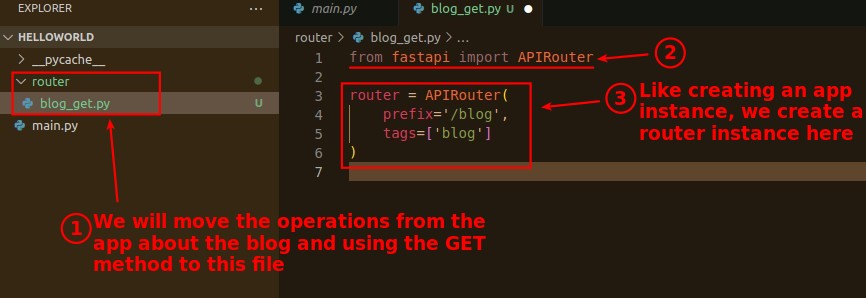 EXPLORER
...
main.py
blog_get.py U
HELLOWORLD
router > blog_get.py > ...
__pycache__
1 from fastapi import APIRouter
2
router
3 router = APIRouter(
blog_get.py U
4     prefix='/blog',
main.py
5     tags=['blog']
6 )
7
2
3 Like creating an app
instance, we create a
router instance here
1 We will move the operations from the
app about the blog and using the GET
method to this file